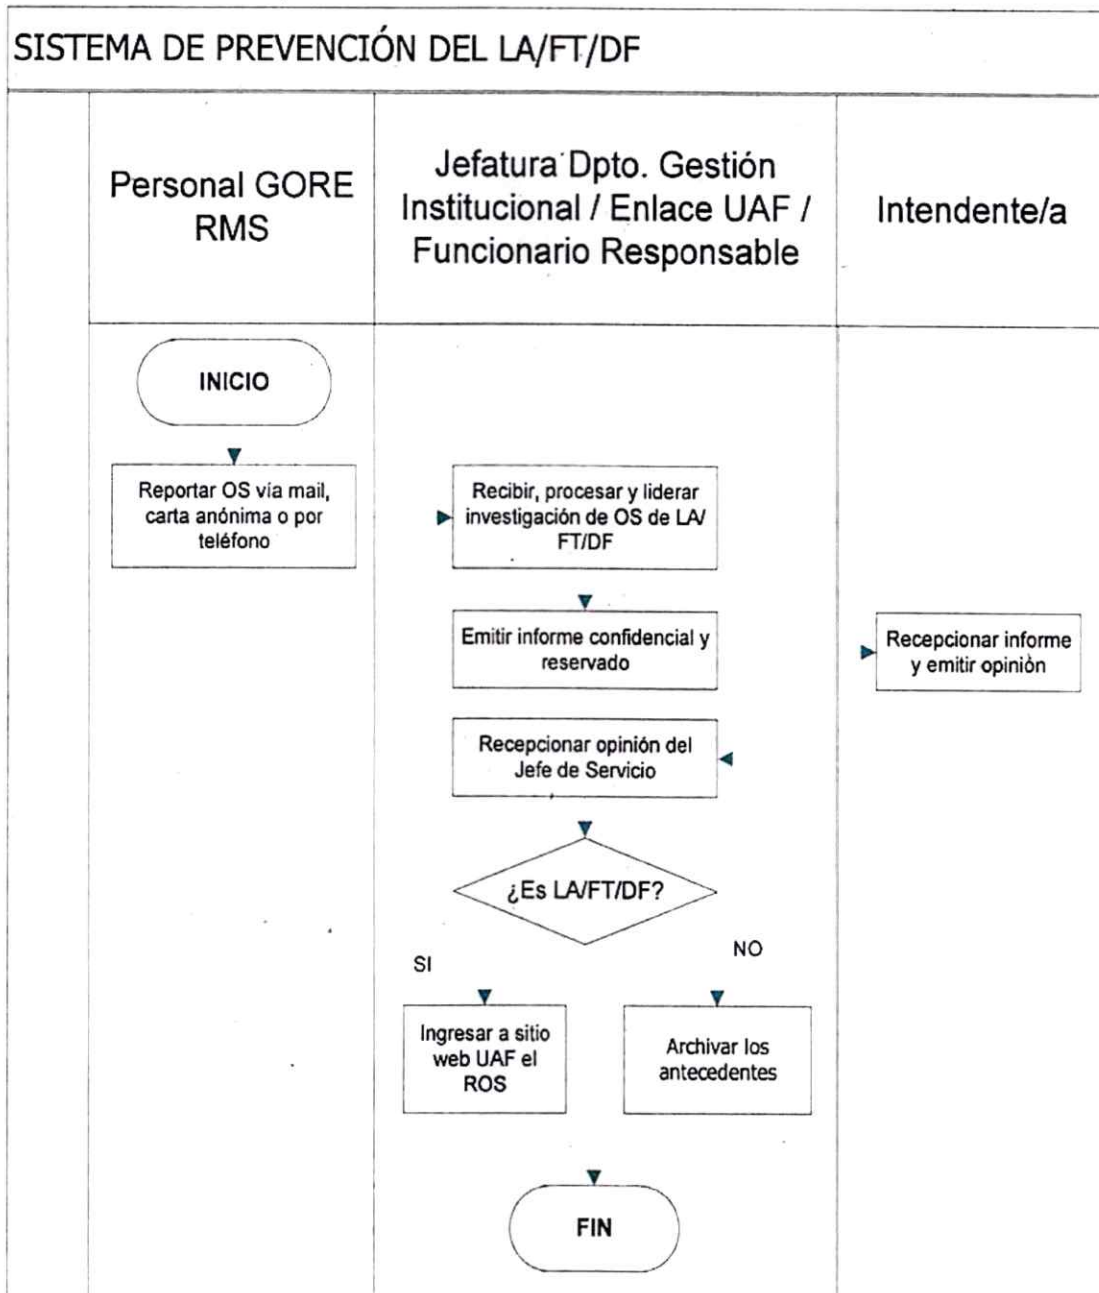 SISTEMA DE PREVENCIÓN DEL LA/FT/DF
Personal GORE
RMS
Jefatura Dpto. Gestión
Institucional / Enlace UAF /
Funcionario Responsable
Intendente/a
INICIO
Reportar OS vía mail,
carta anónima o por
teléfono
Recibir, procesar y liderar
investigación de OS de LA/
FT/DF
Emitir informe confidencial y
reservado
Recepcionar informe
y emitir opinión
Recepcionar opinión del
Jefe de Servicio
¿Es LA/FT/DF?
SI
NO
Ingresar a sitio
web UAF el
ROS
Archivar los
antecedentes
FIN